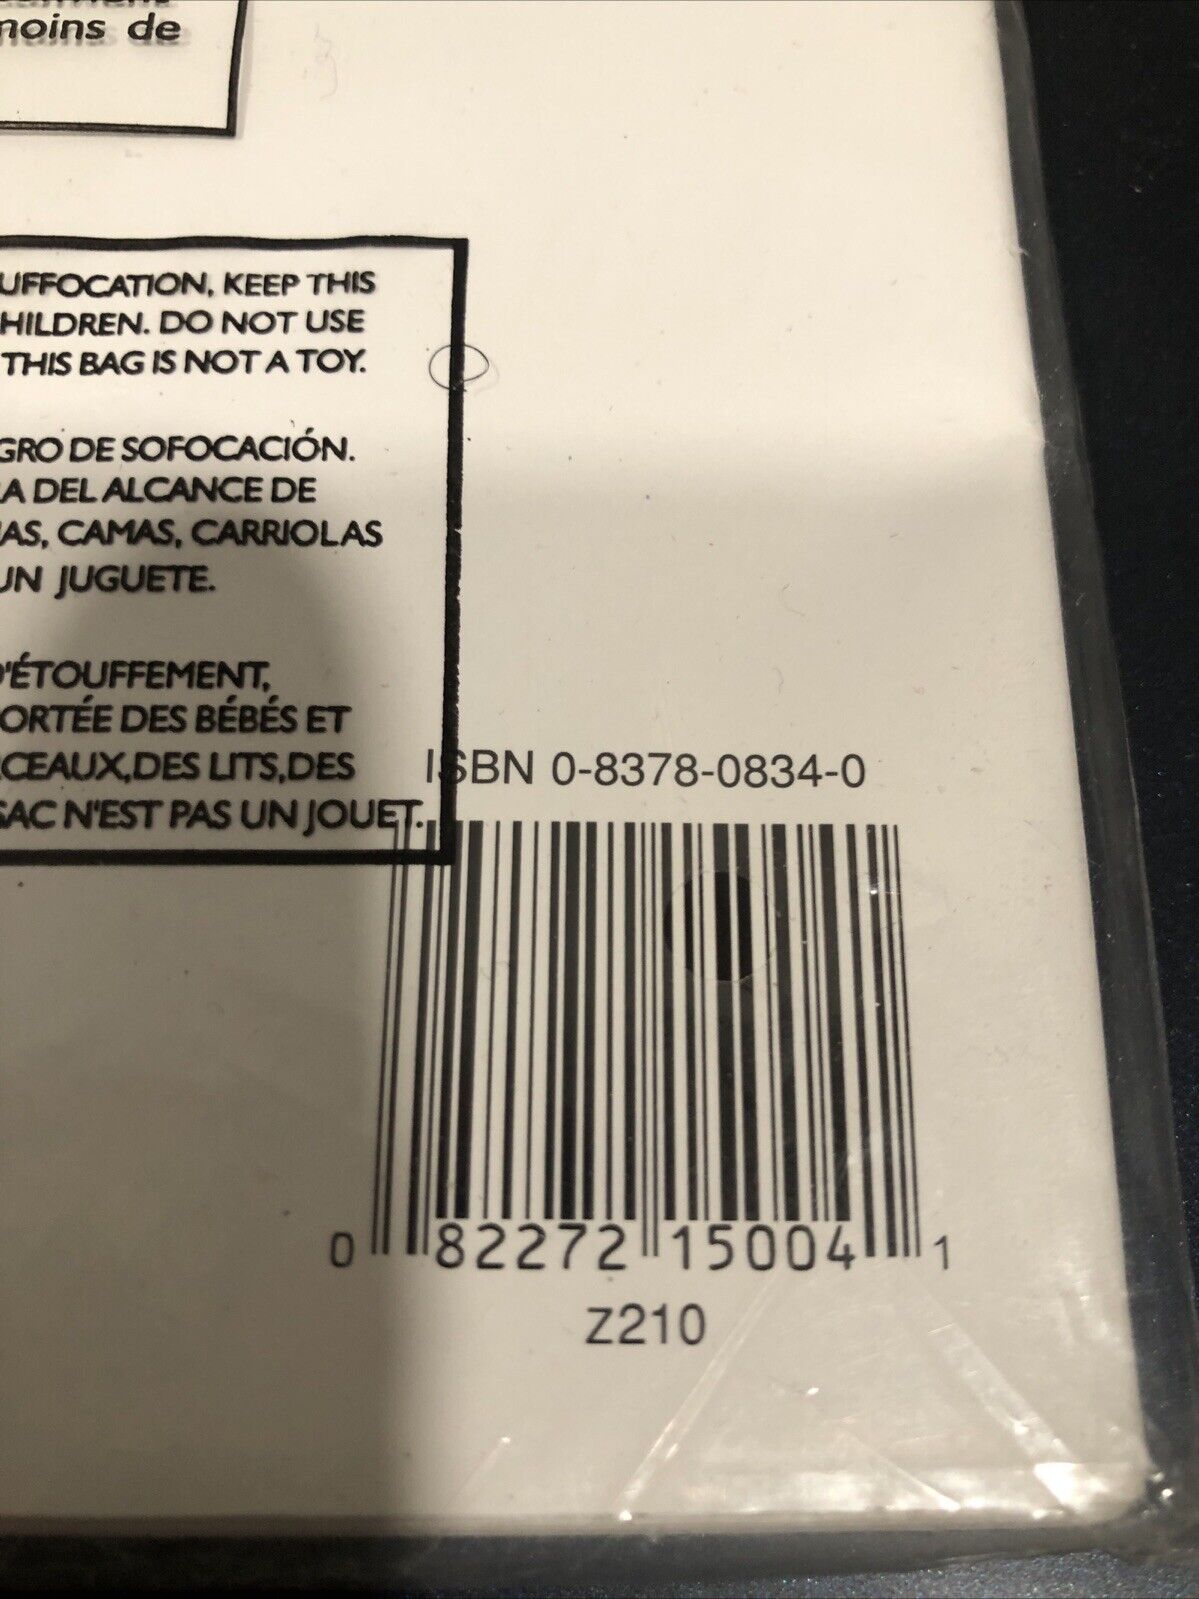 moins de
UFFOCATION, KEEP THIS
HILDREN. DO NOT USE
THIS BAG IS NOT A TOY.
GRO DE SOFOCACIÓN.
RA DEL ALCANCE DE
AS, CAMAS, CARRIOLAS
UN JUGUETE.
D'ÉTOUFFEMENT,
ORTÉE DES BÉBÉS ET
CEAUX,DES LITS,DES
SAC N'EST PAS UN JOUET.
ISBN 0-8378-0834-0
0 82272 15004 1
Z210